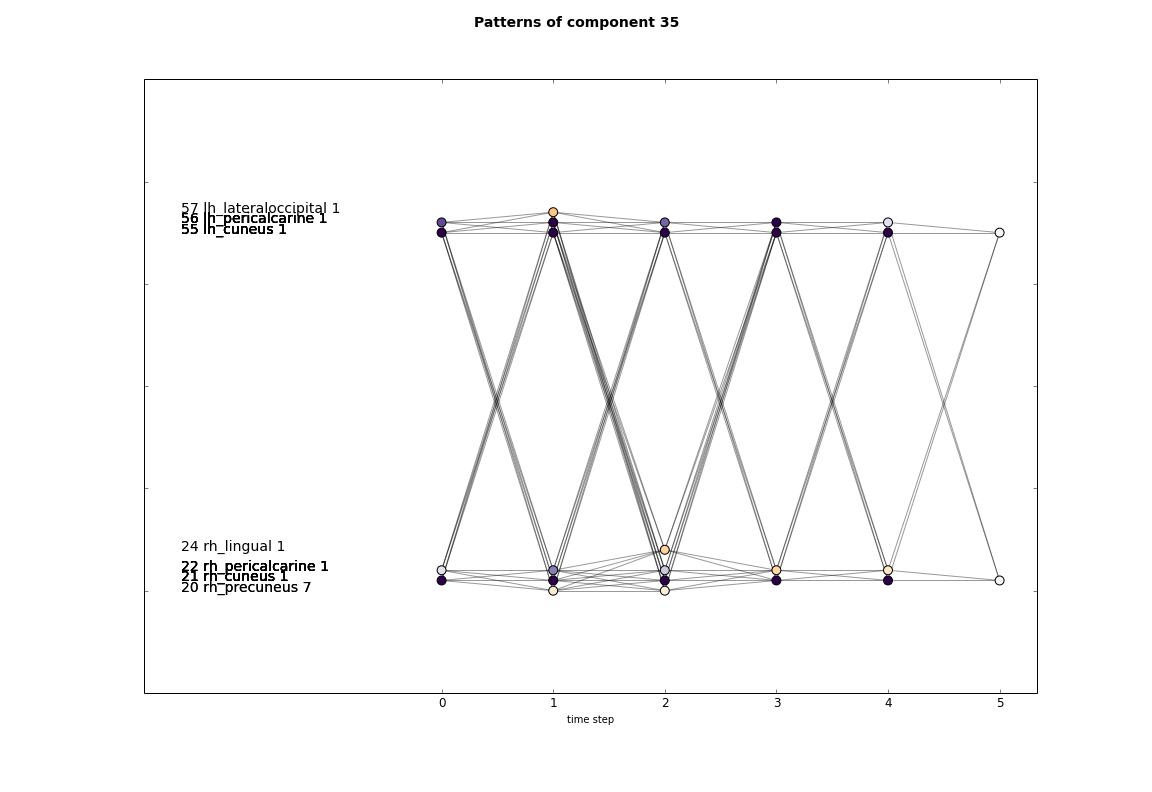 Patterns of component 35
57 lh_lateraloccipital 1
56 lh_pericalcarine 1
55 lh_cuneus 1
24 rh_lingual 1
22 rh_pericalcarine 1
21 rh_cuneus 1
20 rh_precuneus 7
0 1 2 3 4 5
time step